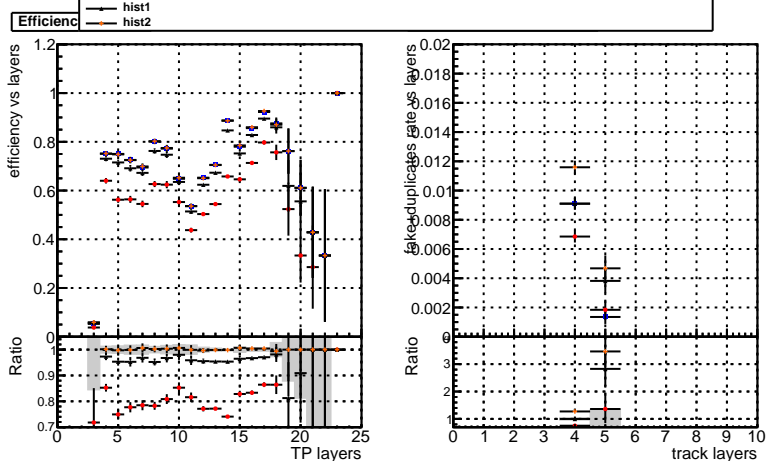 hist1
Efficienc
hist2
efficiency vs layers
1.2
1
0.8
0.6
0.4
0.2
0
Ratio
1
0.9
0.8
0.7
0 5 10 15 20 25
TP layers
fake+duplicates rate vs layers
0.02
0.018
0.016
0.014
0.012
0.01
0.008
0.006
0.004
0.002
0
Ratio
3
2
1
0 1 2 3 4 5 6 7 8 9 10
track layers